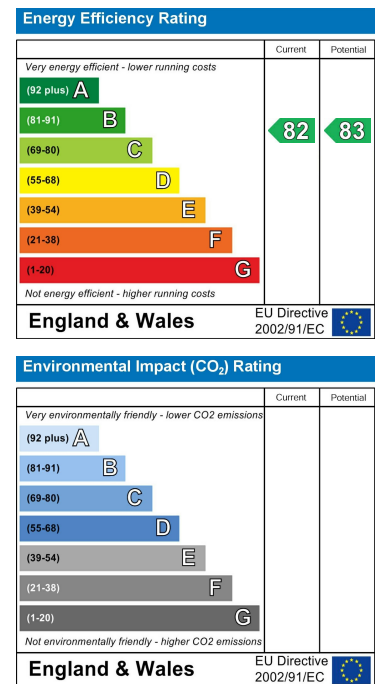 Energy Efficiency Rating
Current Potential
Very energy efficient - lower running costs
(92 plus) A
(81-91) B
82 83
(69-80) C
(55-68) D
(39-54) E
(21-38) F
(1-20) G
Not energy efficient - higher running costs
England & Wales
EU Directive
2002/91/EC
Environmental Impact (CO₂) Rating
Current Potential
Very environmentally friendly - lower CO2 emissions
(92 plus) A
(81-91) B
(69-80) C
(55-68) D
(39-54) E
(21-38) F
(1-20) G
Not environmentally friendly - higher CO2 emissions
England & Wales
EU Directive
2002/91/EC